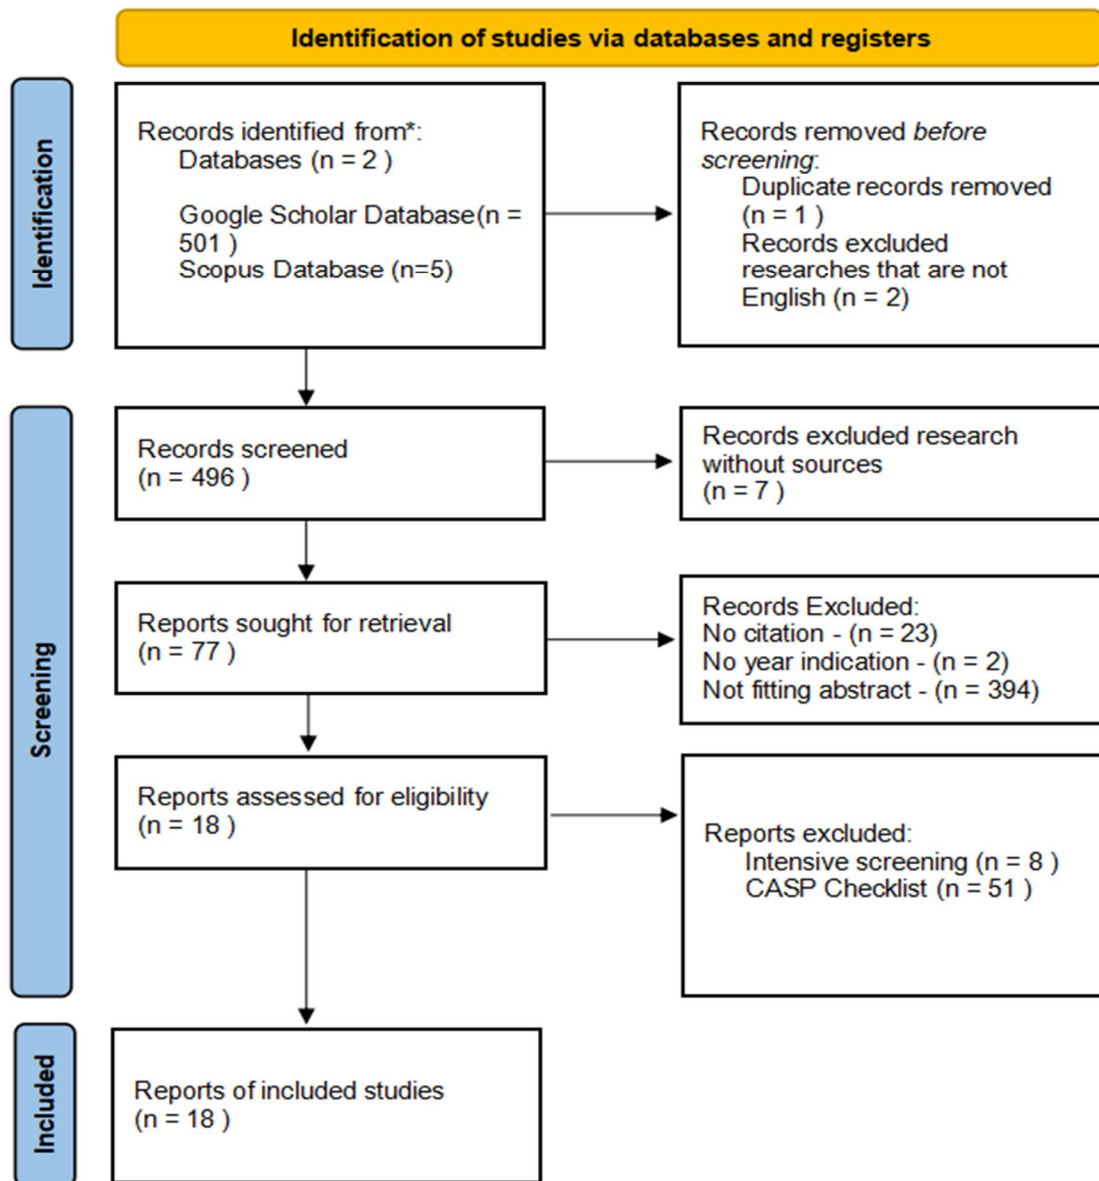 Identification of studies via databases and registers
Identification
Records identified from*:
Databases (n = 2 )
Google Scholar Database(n =
501 )
Scopus Database (n=5)
Records removed before
screening:
Duplicate records removed
(n = 1 )
Records excluded
researches that are not
English (n = 2)
Screening
Records screened
(n = 496 )
Records excluded research
without sources
(n = 7 )
Reports sought for retrieval
(n = 77 )
Records Excluded:
No citation - (n = 23)
No year indication - (n = 2)
Not fitting abstract - (n = 394)
Reports assessed for eligibility
(n = 18 )
Reports excluded:
Intensive screening (n = 8 )
CASP Checklist (n = 51 )
Included
Reports of included studies
(n = 18 )